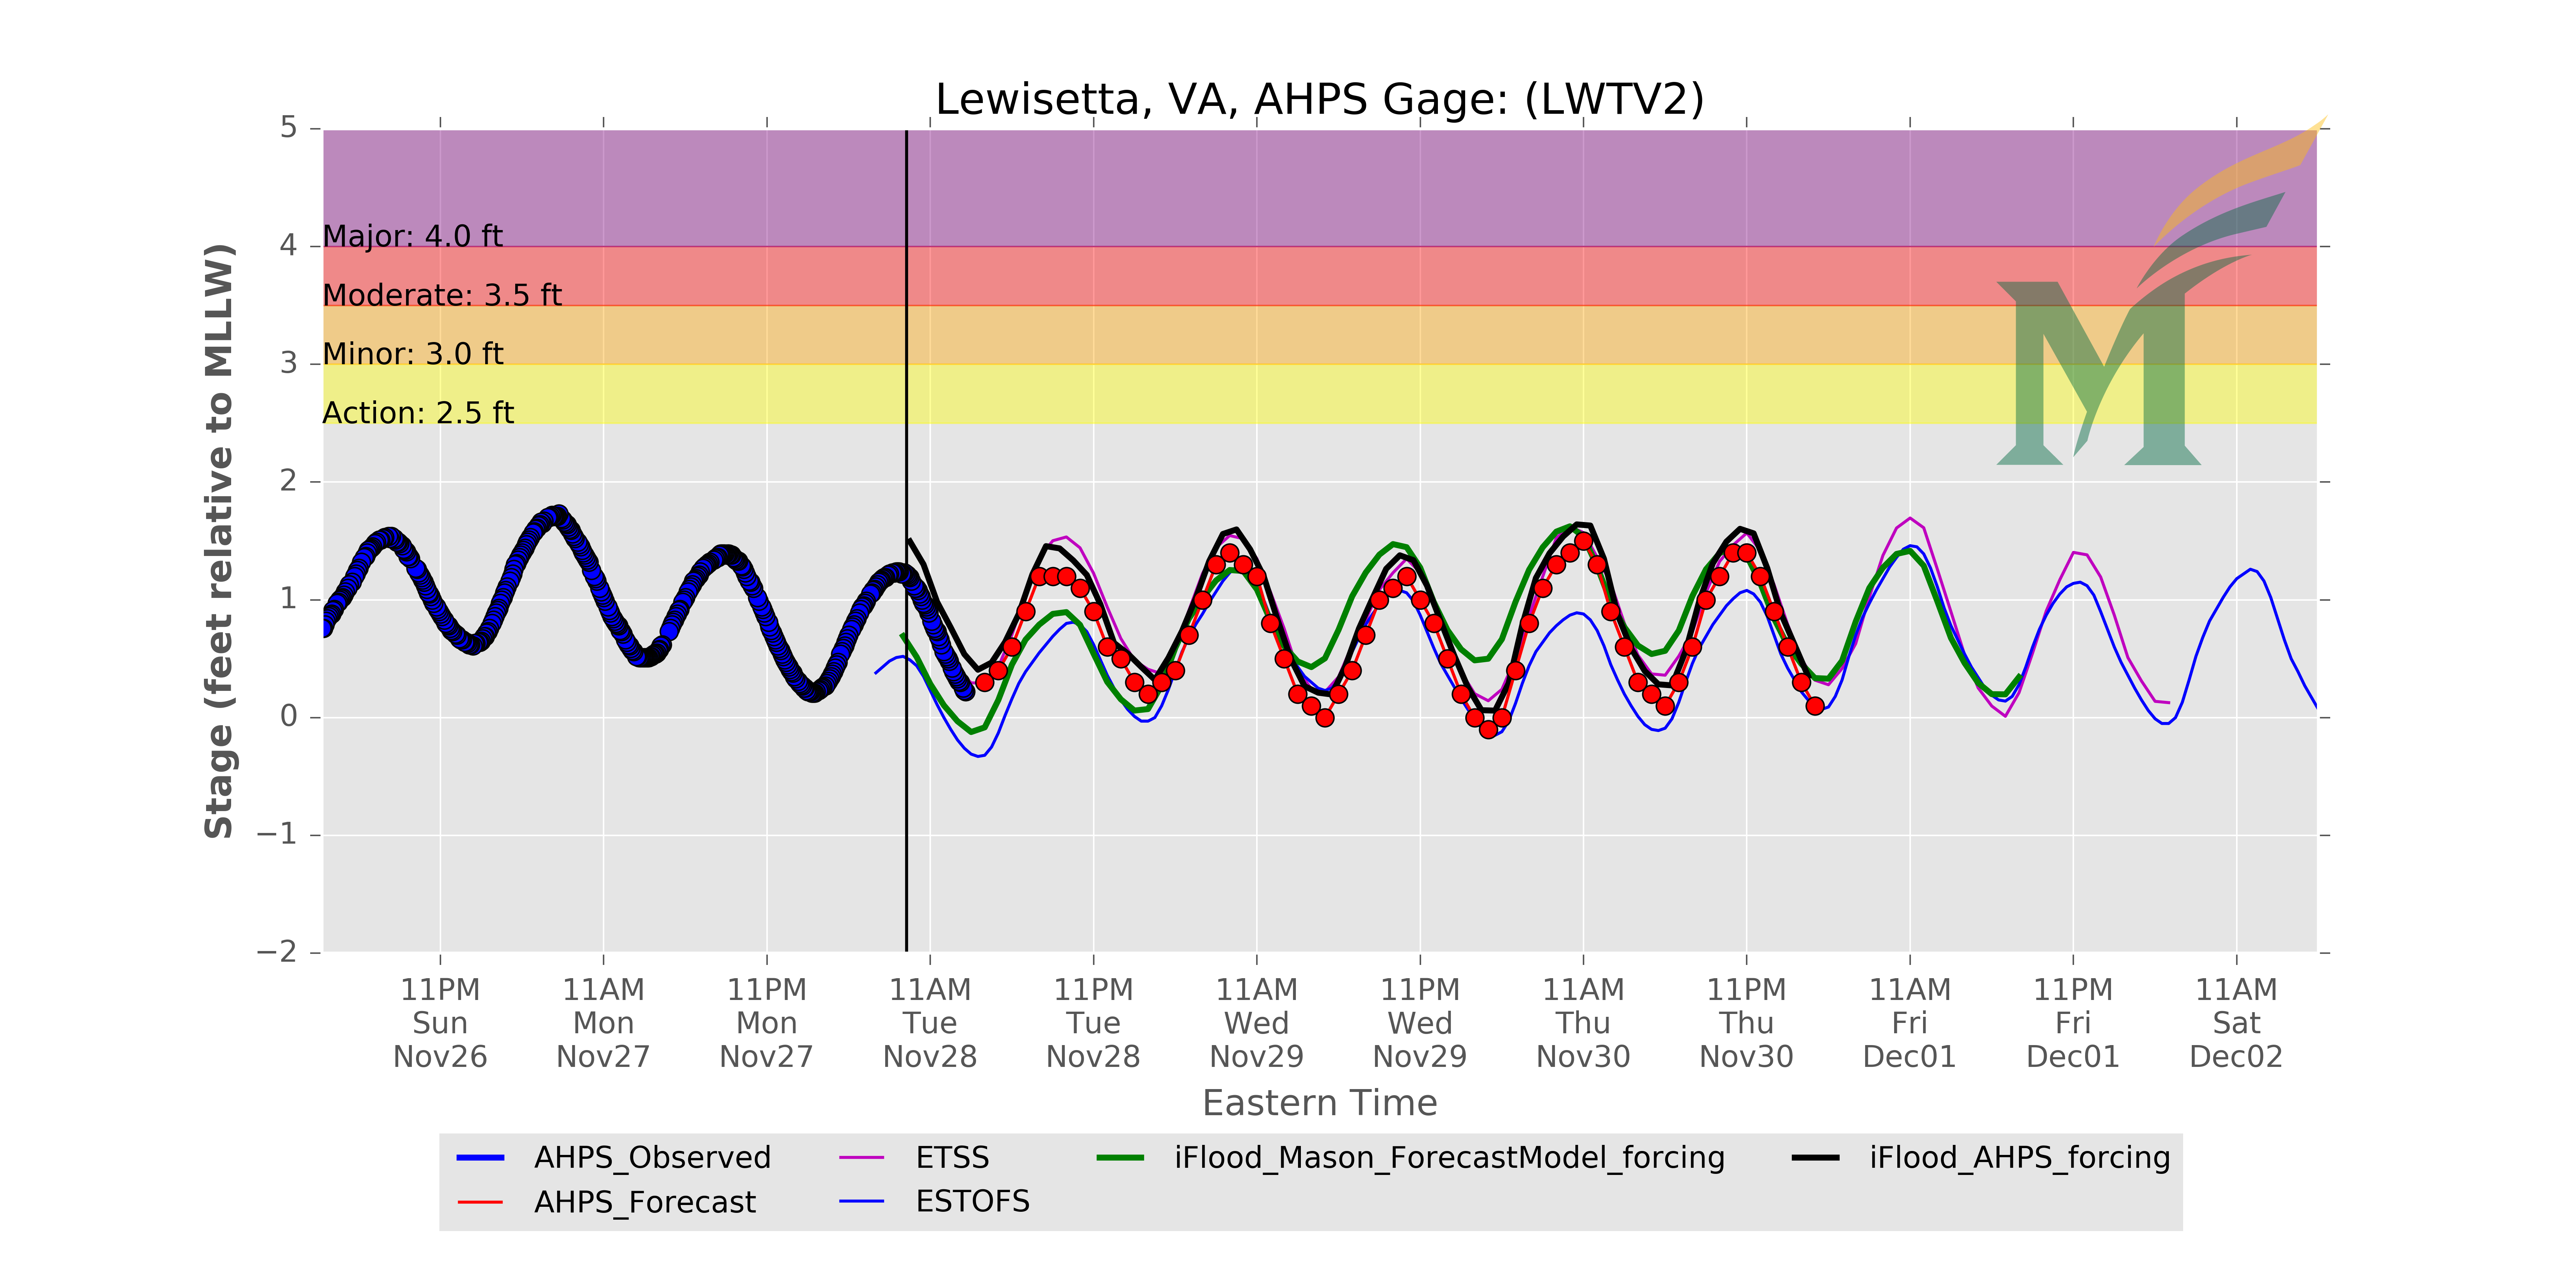 Lewisetta, VA, AHPS Gage: (LWTV2)
Stage (feet relative to MLLW)
5
4
3
2
1
0
−1
−2
Major: 4.0 ft
Moderate: 3.5 ft
Minor: 3.0 ft
Action: 2.5 ft
M
11PM 11AM 11PM 11AM 11PM 11AM 11PM 11AM 11PM 11AM 11PM 11AM
Sun Mon Mon Tue Tue Wed Wed Thu Thu Fri Fri Sat
Nov26 Nov27 Nov27 Nov28 Nov28 Nov29 Nov29 Nov30 Nov30 Dec01 Dec01 Dec02
Eastern Time
AHPS_Observed ETSS iFlood_Mason_ForecastModel_forcing iFlood_AHPS_forcing
AHPS_Forecast ESTOFS